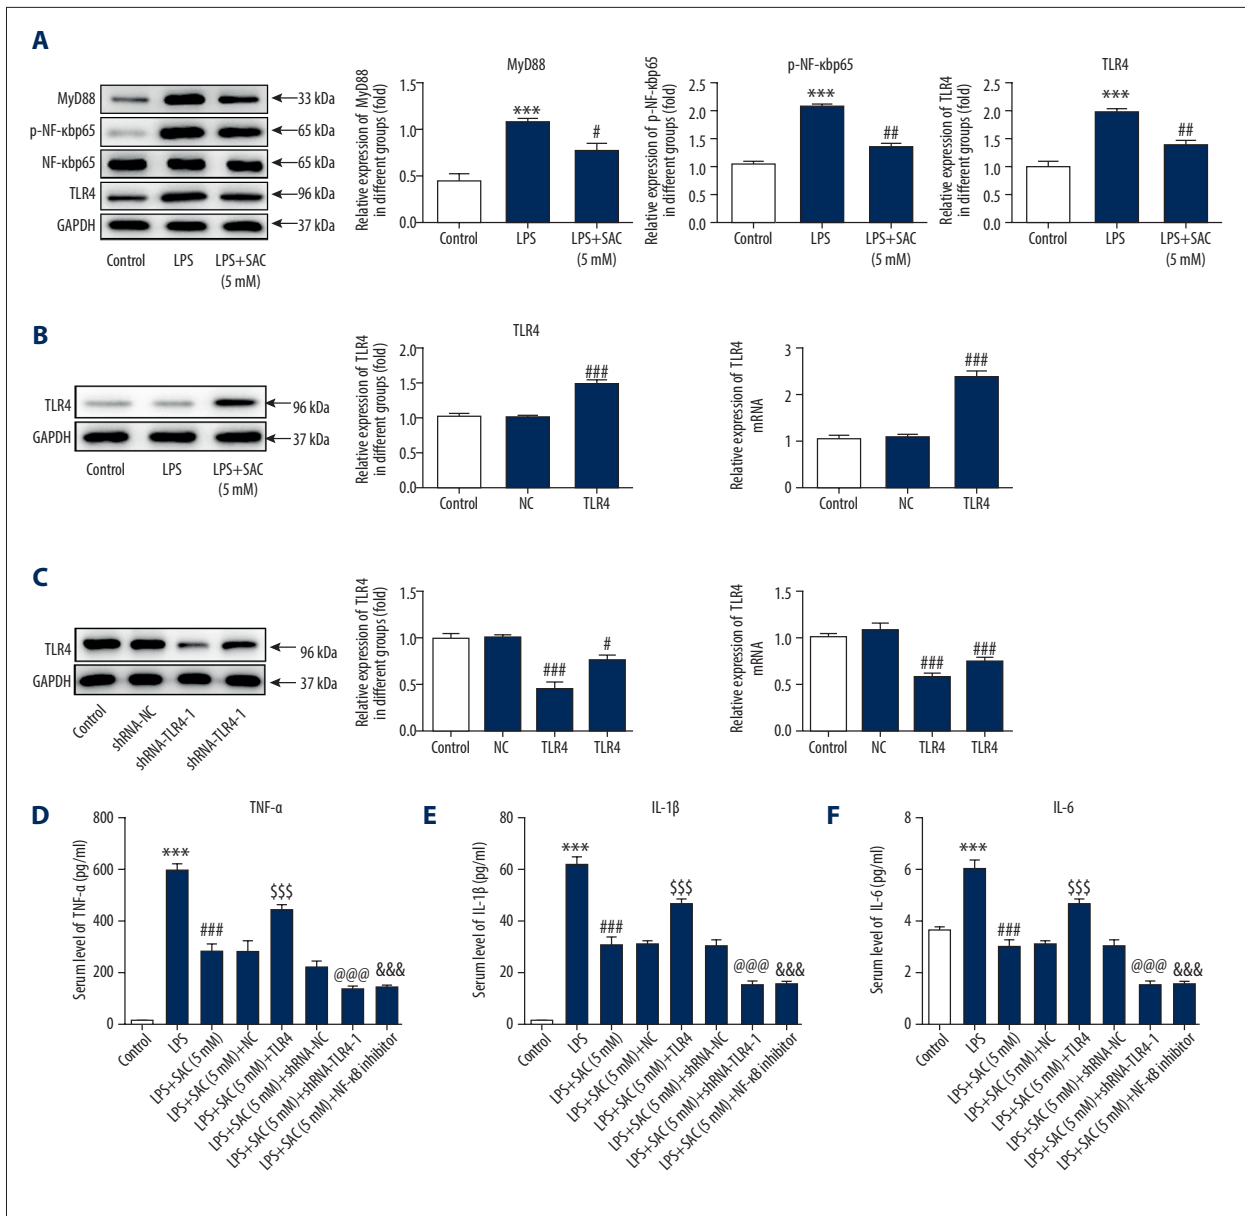 A
MyD88
33 kDa
p-NF-κbp65
65 kDa
NF-κbp65
65 kDa
TLR4
96 kDa
GAPDH
37 kDa
Control
LPS
LPS+SAC
(5 mM)
MyD88
Relative expression of MyD88
in different groups (fold)
1.5
1.0
0.5
0.0
***
#
Control
LPS
LPS+SAC
(5 mM)
p-NF-κbp65
Relative expression of p-NF-κbp65
in different groups (fold)
2.5
2.0
1.5
1.0
0.5
0.0
***
##
Control
LPS
LPS+SAC
(5 mM)
TLR4
Relative expression of TLR4
in different groups (fold)
2.5
2.0
1.5
1.0
0.5
0.0
***
##
Control
LPS
LPS+SAC
(5 mM)
B
TLR4
96 kDa
GAPDH
37 kDa
Control
LPS
LPS+SAC
(5 mM)
TLR4
Relative expression of TLR4
in different groups (fold)
2.0
1.5
1.0
0.5
0.0
###
Control
NC
TLR4
Relative expression of TLR4
mRNA
3
2
1
0
###
Control
NC
TLR4
C
TLR4
96 kDa
GAPDH
37 kDa
Control
shRNA-NC
shRNA-TLR4-1
shRNA-TLR4-1
Relative expression of TLR4
in different groups (fold)
1.5
1.0
0.5
0.0
###
#
Control
NC
TLR4
TLR4
Relative expression of TLR4
mRNA
1.5
1.0
0.5
0.0
###
###
Control
NC
TLR4
TLR4
D
TNF-α
Serum level of TNF-α (pg/ml)
800
600
400
200
0
***
###
$$$
@@@
&&&
Control
LPS
LPS+SAC (5 mM)
LPS+SAC (5 mM)+NC
LPS+SAC (5 mM)+TLR4
LPS+SAC (5 mM)+shRNA-NC
LPS+SAC (5 mM)+shRNA-TLR4-1
LPS+SAC (5 mM)+NF-κB inhibitor
E
IL-1β
Serum level of IL-1β (pg/ml)
80
60
40
20
0
***
###
$$$
@@@
&&&
Control
LPS
LPS+SAC (5 mM)
LPS+SAC (5 mM)+NC
LPS+SAC (5 mM)+TLR4
LPS+SAC (5 mM)+shRNA-NC
LPS+SAC (5 mM)+shRNA-TLR4-1
LPS+SAC (5 mM)+NF-κB inhibitor
F
IL-6
Serum level of IL-6 (pg/ml)
8
6
4
2
0
***
###
$$$
@@@
&&&
Control
LPS
LPS+SAC (5 mM)
LPS+SAC (5 mM)+NC
LPS+SAC (5 mM)+TLR4
LPS+SAC (5 mM)+shRNA-NC
LPS+SAC (5 mM)+shRNA-TLR4-1
LPS+SAC (5 mM)+NF-κB inhibitor